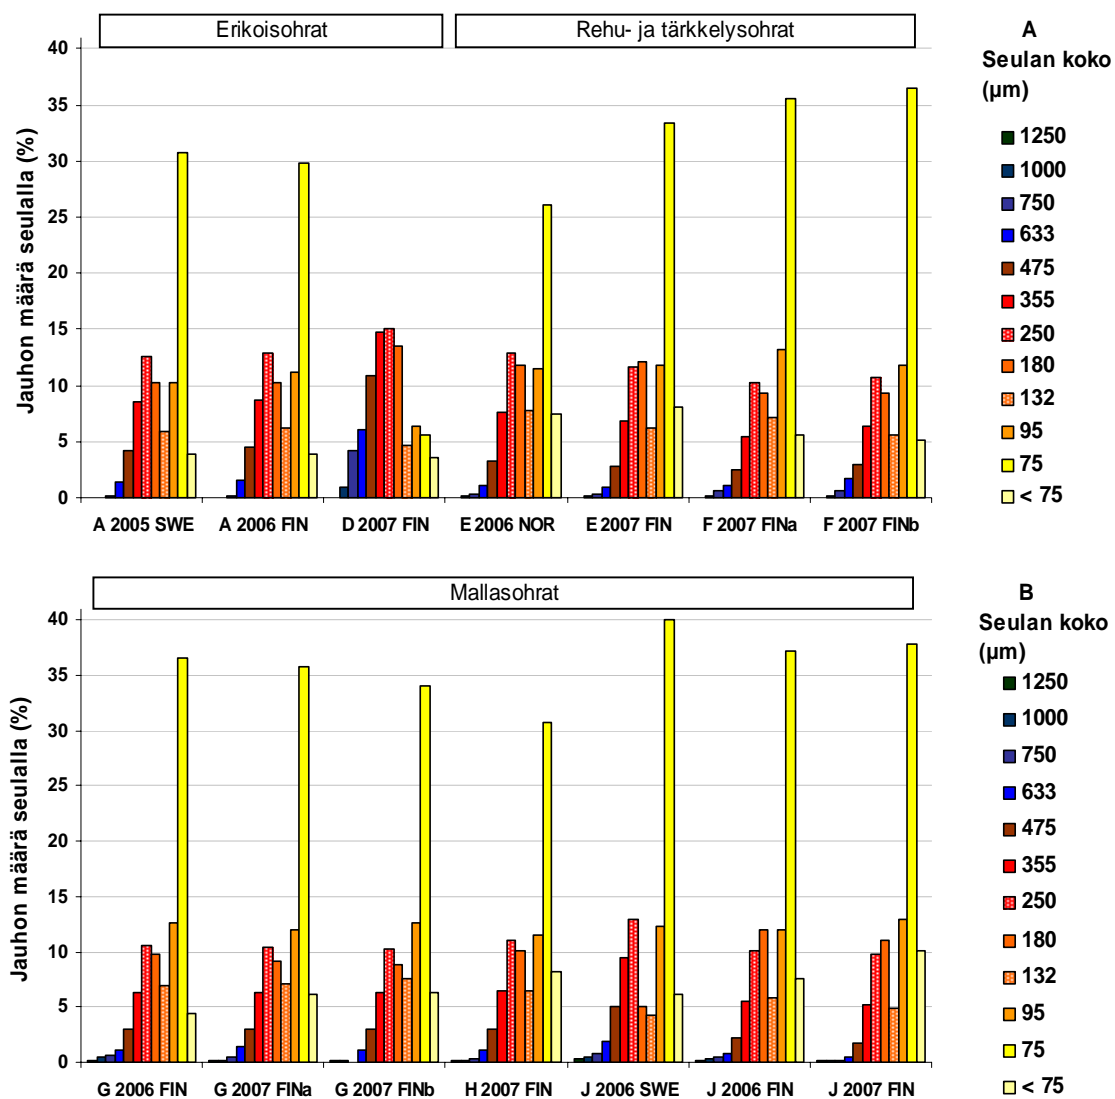 Erikoisohrat
Rehu- ja tärkkelysohrat
A
Seulan koko
(µm)
1250
1000
750
633
475
355
250
180
132
95
75
< 75
Jauhon määrä seulalla (%)
40
35
30
25
20
15
10
5
0
A 2005 SWE
A 2006 FIN
D 2007 FIN
E 2006 NOR
E 2007 FIN
F 2007 FINa
F 2007 FINb
Mallasohrat
B
Seulan koko
(µm)
1250
1000
750
633
475
355
250
180
132
95
75
< 75
Jauhon määrä seulalla (%)
40
35
30
25
20
15
10
5
0
G 2006 FIN
G 2007 FINa
G 2007 FINb
H 2007 FIN
J 2006 SWE
J 2006 FIN
J 2007 FIN